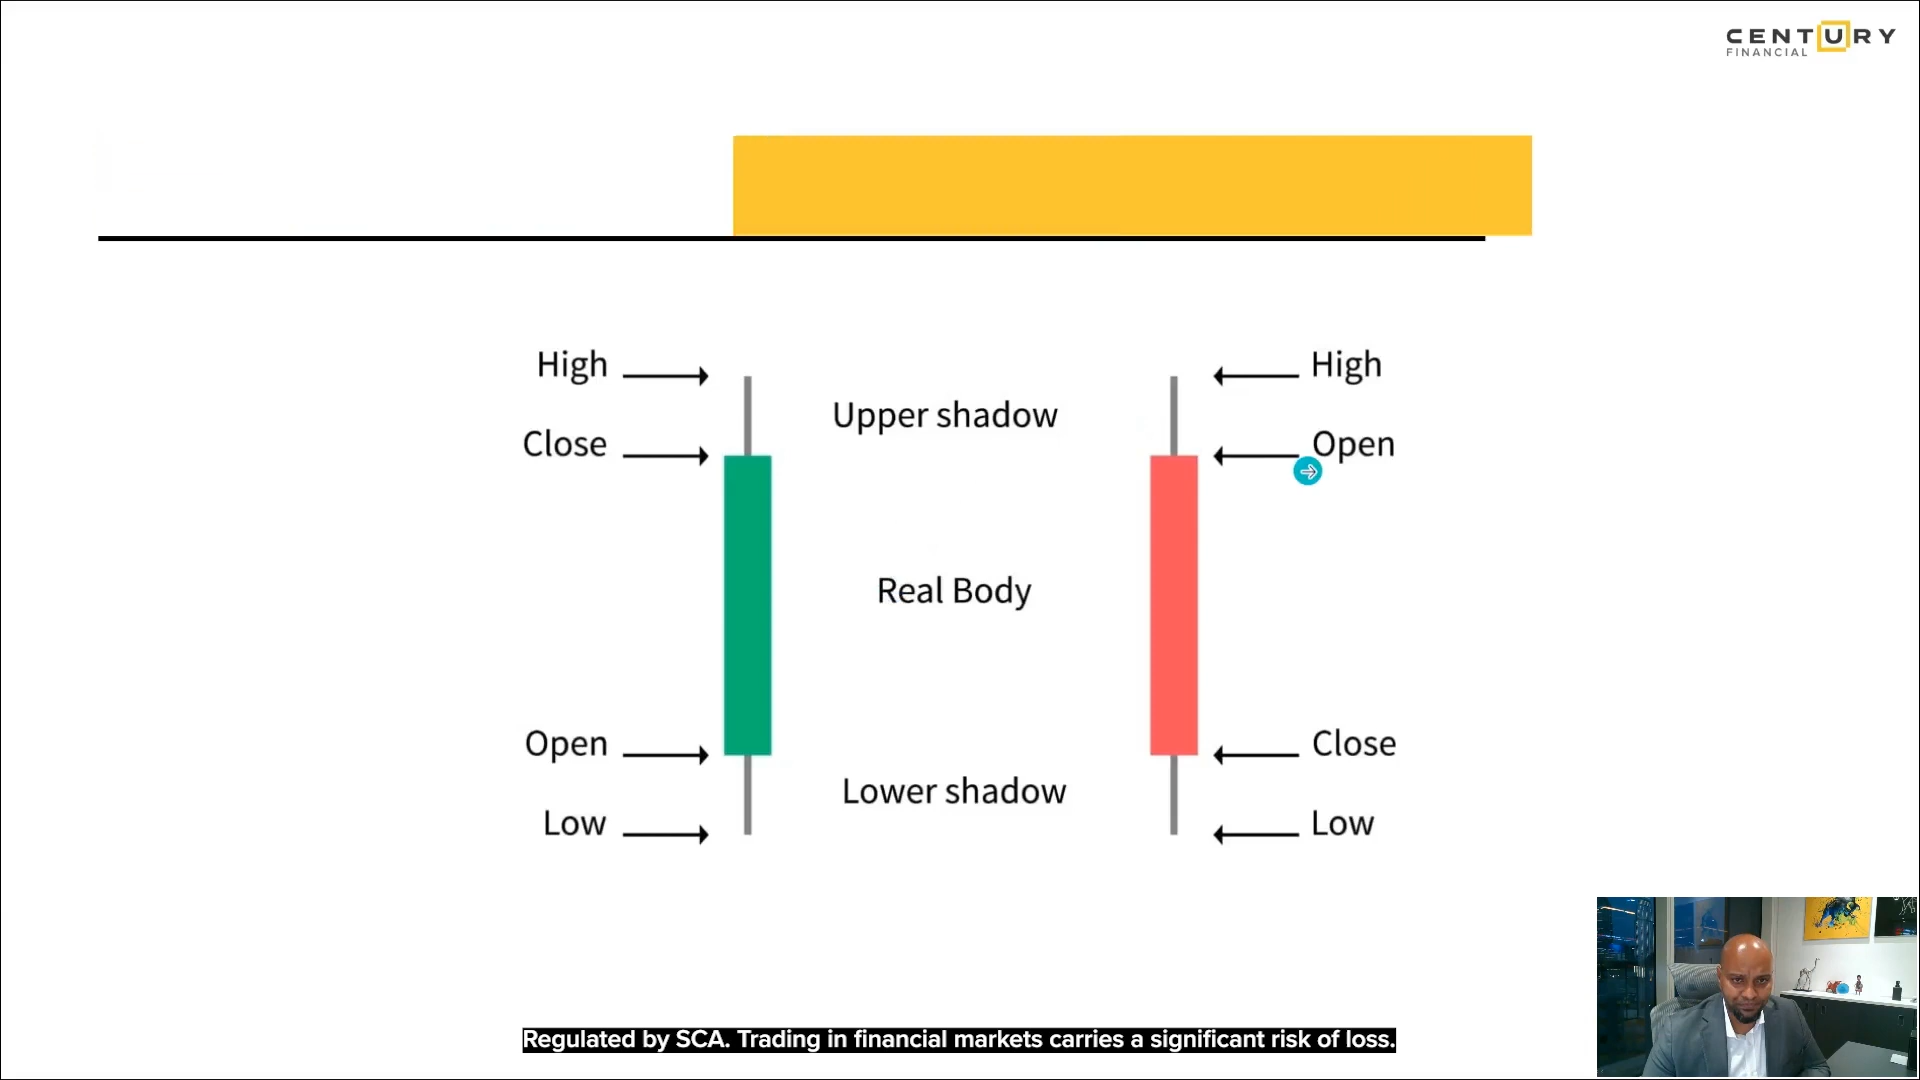 CENTURY
FINANCIAL
High
High
Upper shadow
Close
Open
Real Body
Open
Close
Lower shadow
Low
Low
Regulated by SCA. Trading in financial markets carries a significant risk of loss.